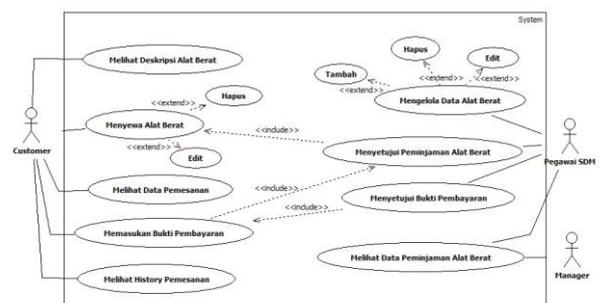 System
Melihat Deskripsi Alat Berat
Hapus
Edit
Tambah
<<extend>>
<<extend>>
<<extend>>
Mengelola Data Alat Berat
Hapus
<<extend>>
Menyewa Alat Berat
<<include>>
<<extend>>
Edit
Menyetujui Peminjaman Alat Berat
Customer
Pegawai SDM
Melihat Data Pemesanan
<<include>>
Menyetujui Bukti Pembayaran
<<include>>
Memasukan Bukti Pembayaran
Melihat Data Peminjaman Alat Berat
Manager
Melihat History Pemesanan